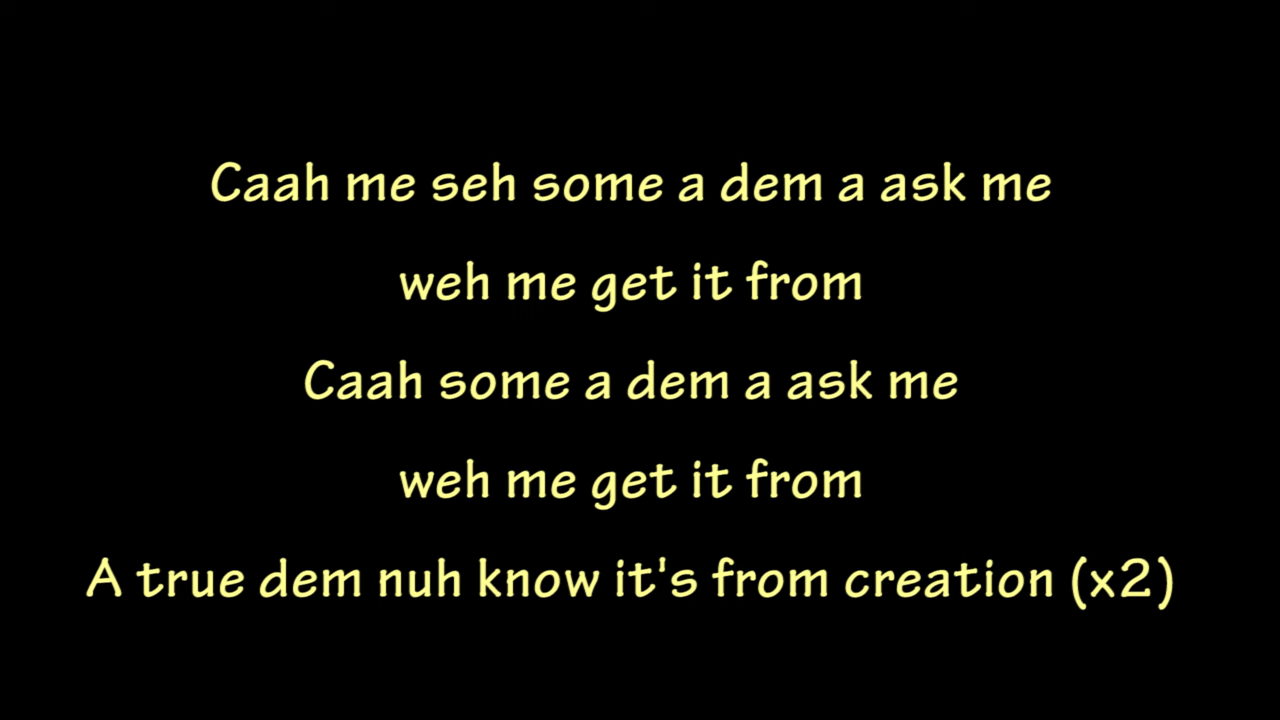 Caah me seh some a dem a ask me
weh me get it from
Caah some a dem a ask me
weh me get it from
A true dem nuh know it's from creation (x2)